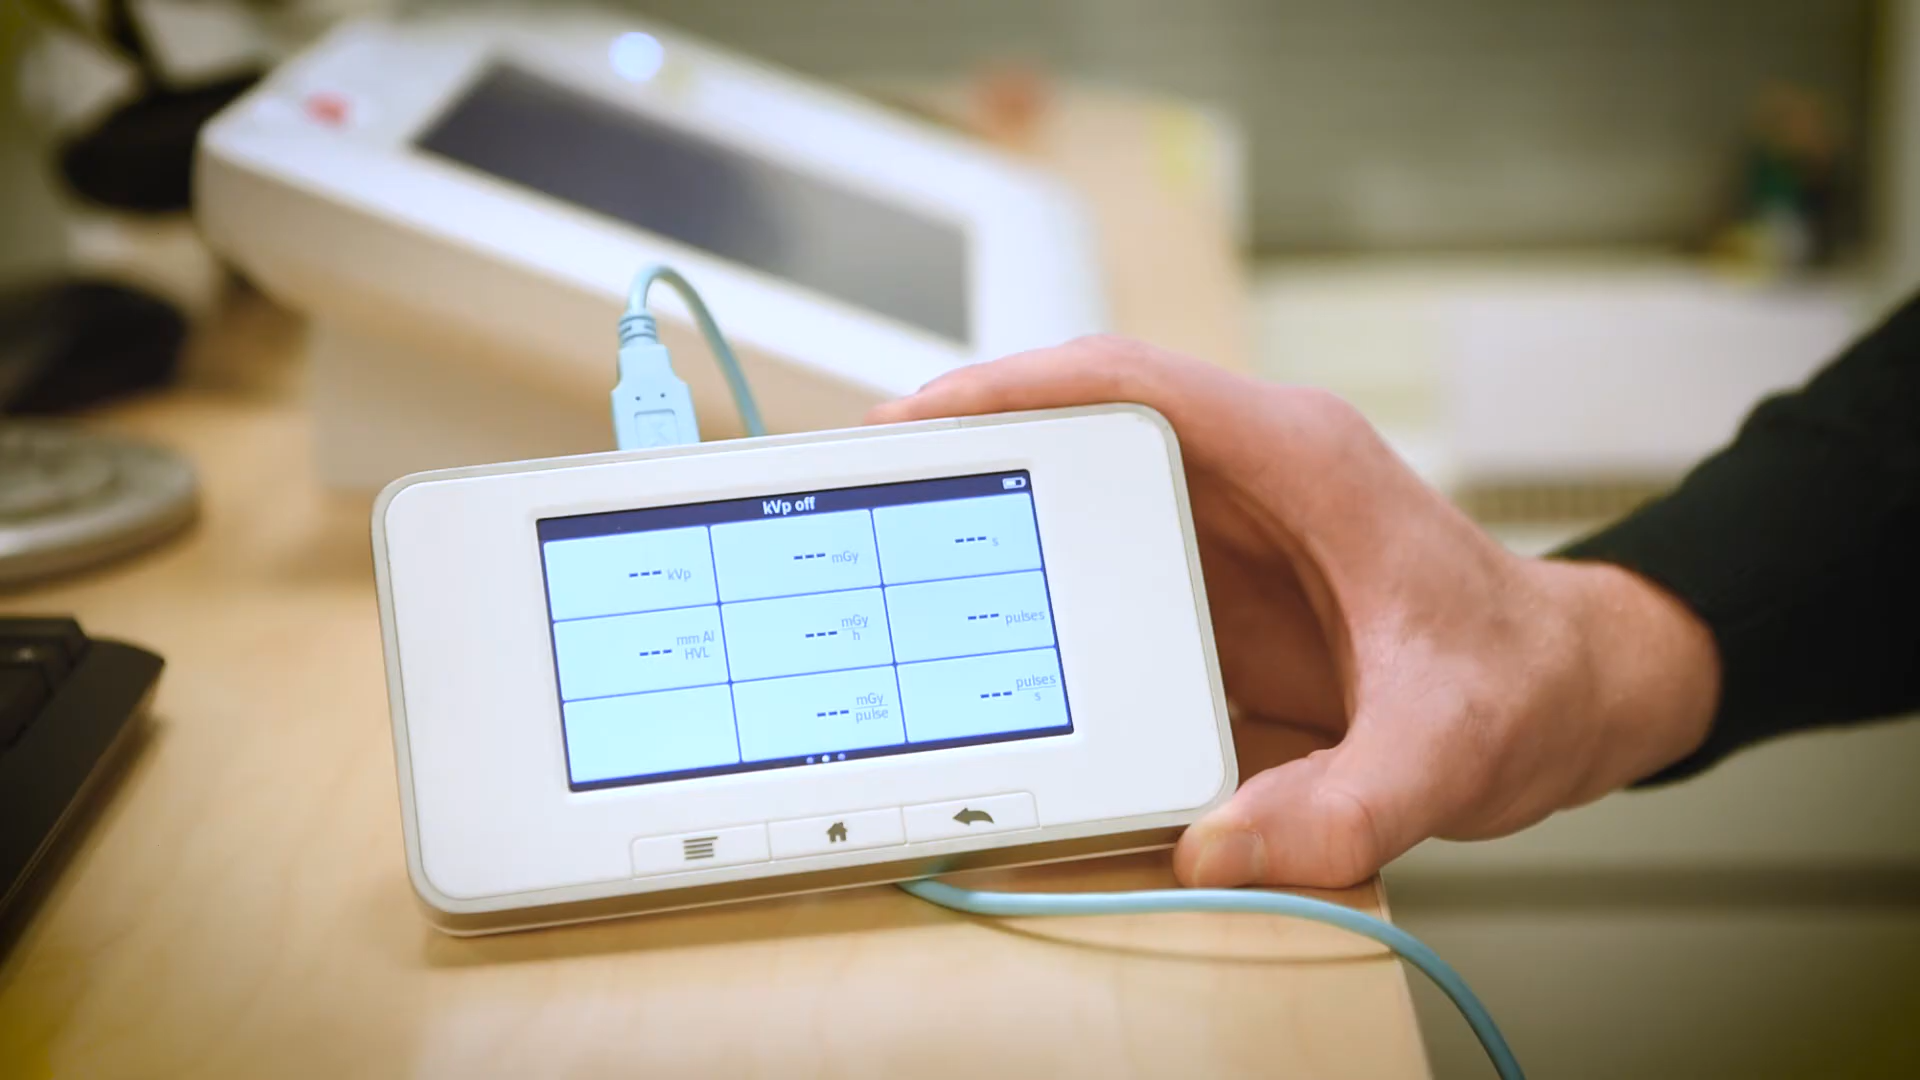 kVp off
--- kVp
--- mGy
--- s
--- mm Al
HVL
--- mGy
h
--- pulses
--- mGy
pulse
--- pulses
s